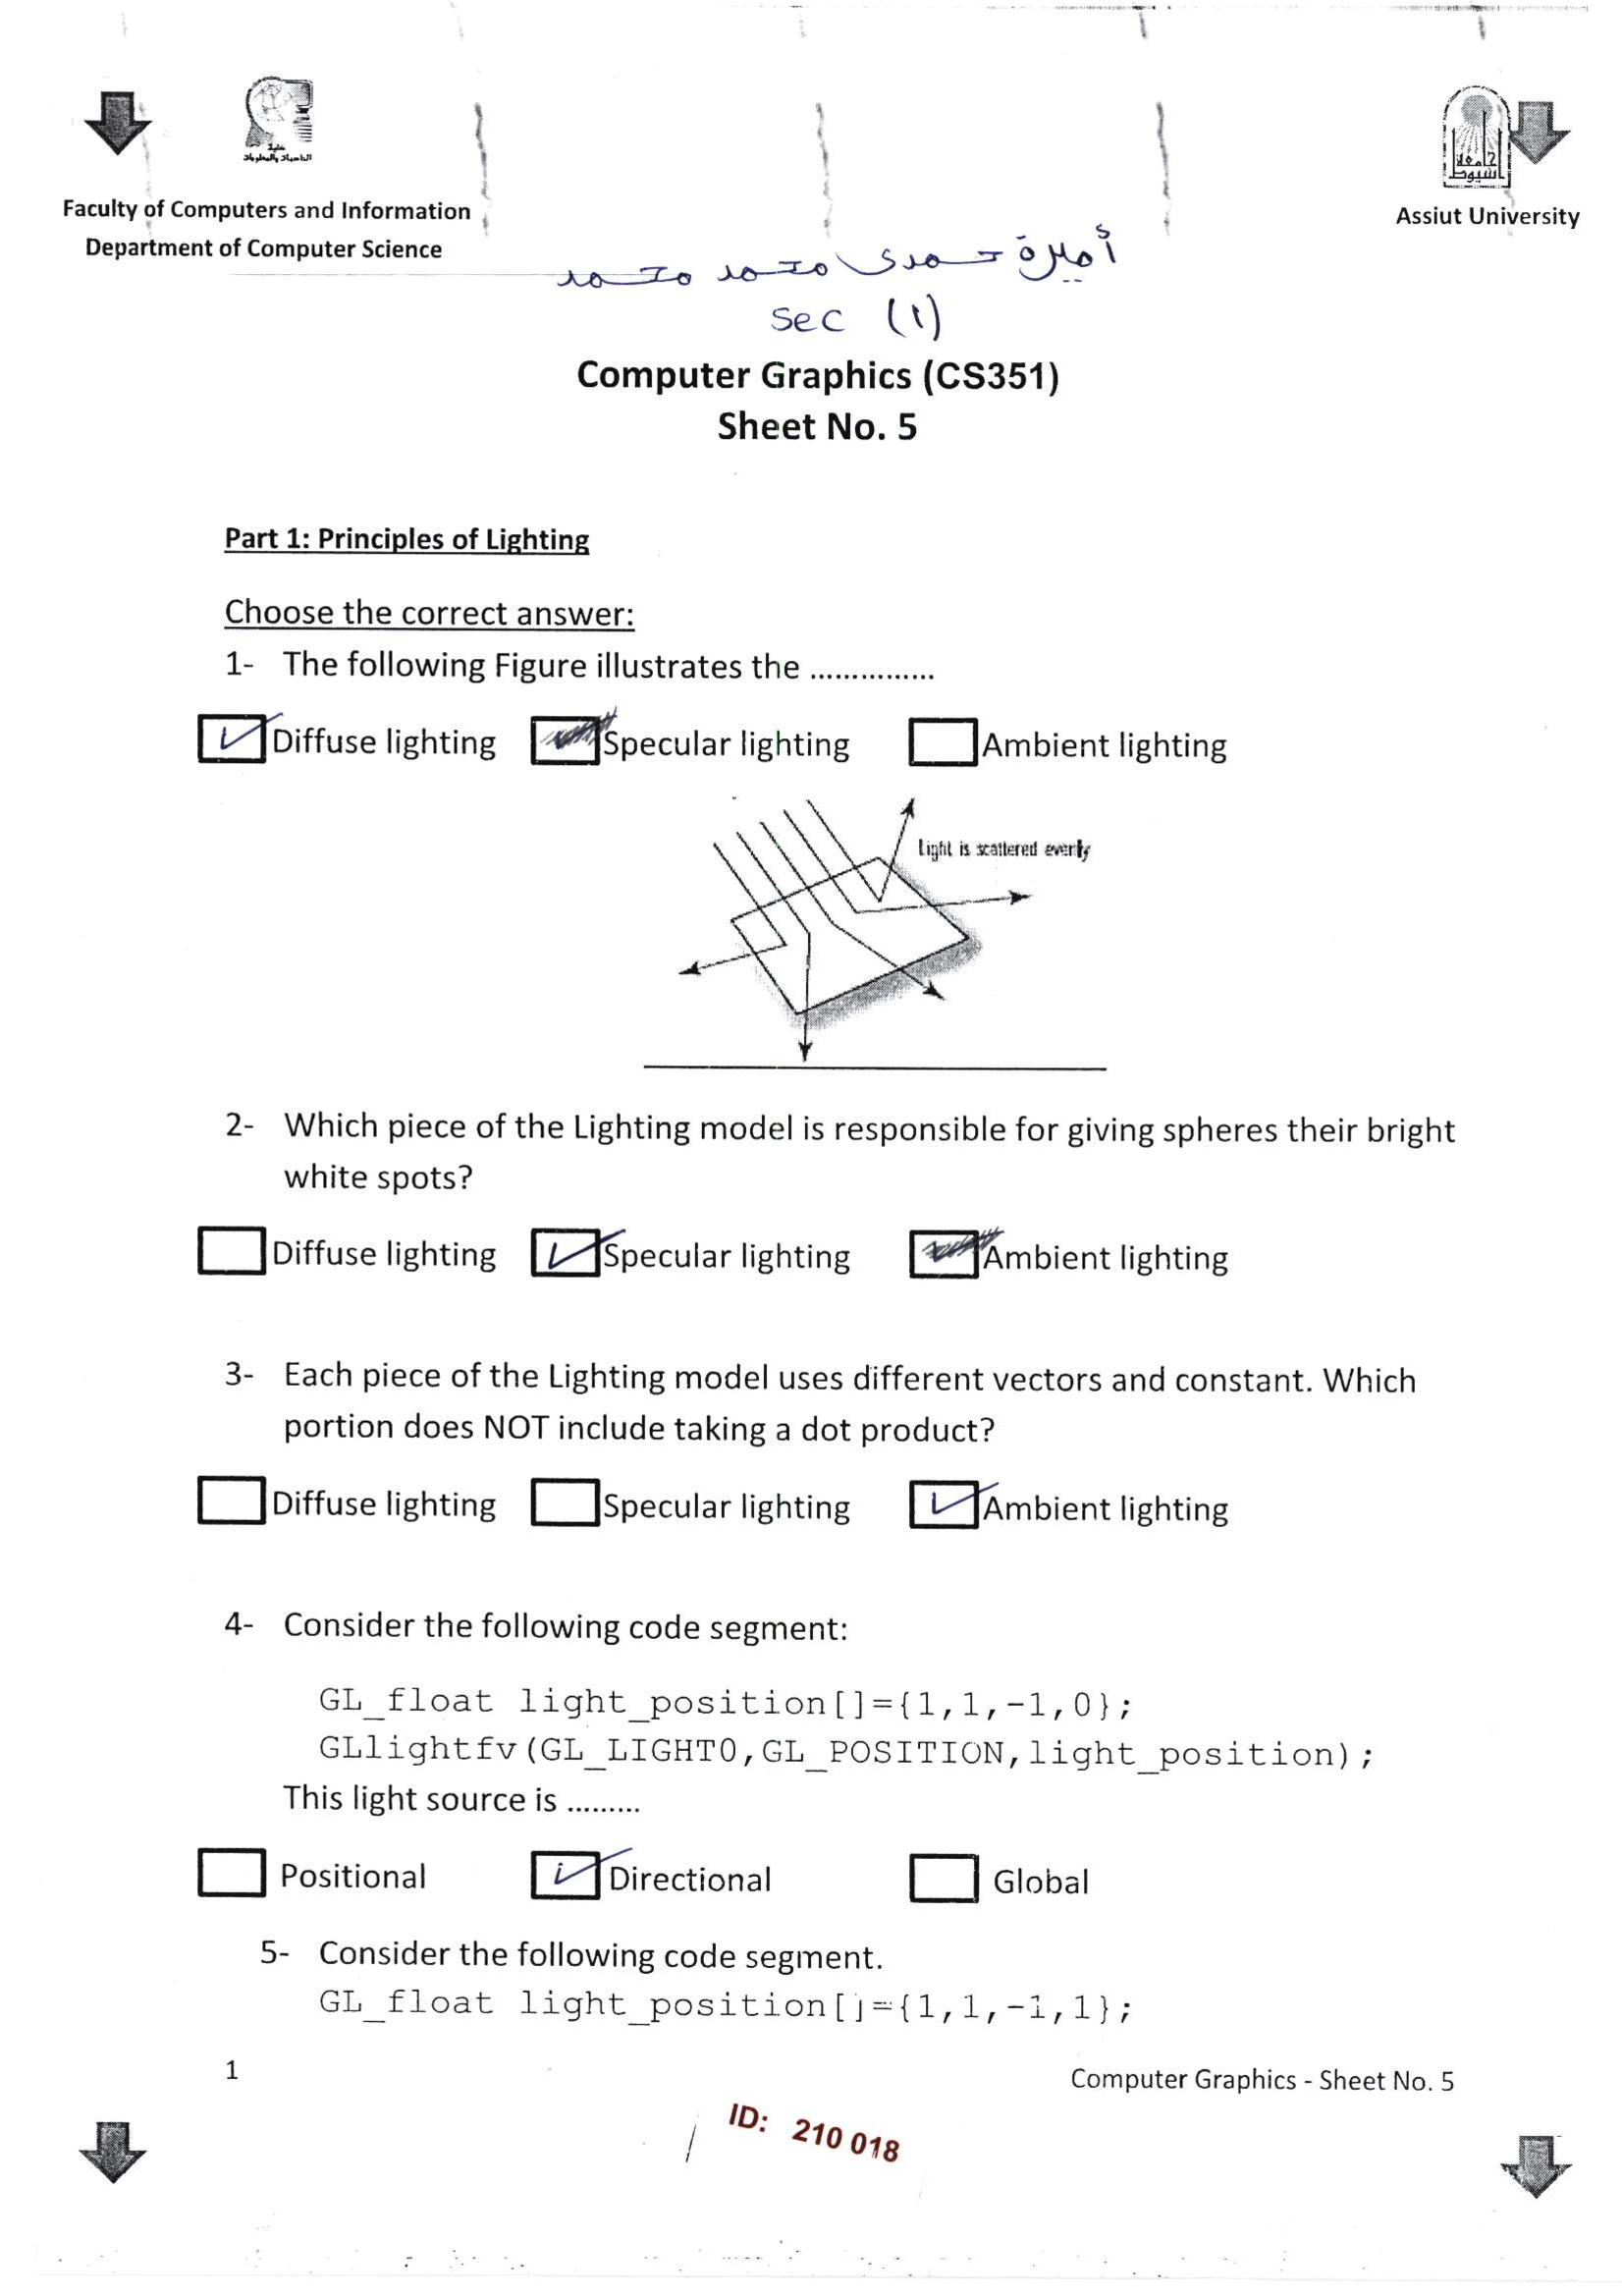 Faculty of Computers and Information
Department of Computer Science
جامعة
أسيوط
Assiut University
أميرة حمدى محمد محمد
sec (١)
Computer Graphics (CS351)
Sheet No. 5
Part 1: Principles of Lighting
Choose the correct answer:
1- The following Figure illustrates the ...............
Diffuse lighting Specular lighting Ambient lighting
Light is scattered evenly
2- Which piece of the Lighting model is responsible for giving spheres their bright
white spots?
Diffuse lighting Specular lighting Ambient lighting
3- Each piece of the Lighting model uses different vectors and constant. Which
portion does NOT include taking a dot product?
Diffuse lighting Specular lighting Ambient lighting
4- Consider the following code segment:
GL_float light_position[]={1,1,-1,0};
GLlightfv(GL_LIGHT0,GL_POSITION,light_position);
This light source is .........
Positional Directional Global
5- Consider the following code segment.
GL_float light_position[]={1,1,-1,1};
1 Computer Graphics - Sheet No. 5
ID: 210 018